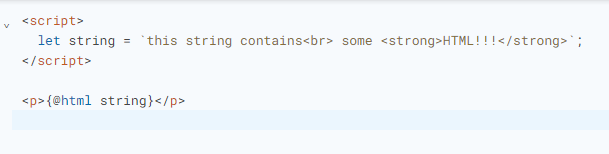 <script>
  let string = `this string contains<br> some <strong>HTML!!!</strong>`;
</script>

<p>{@html string}</p>